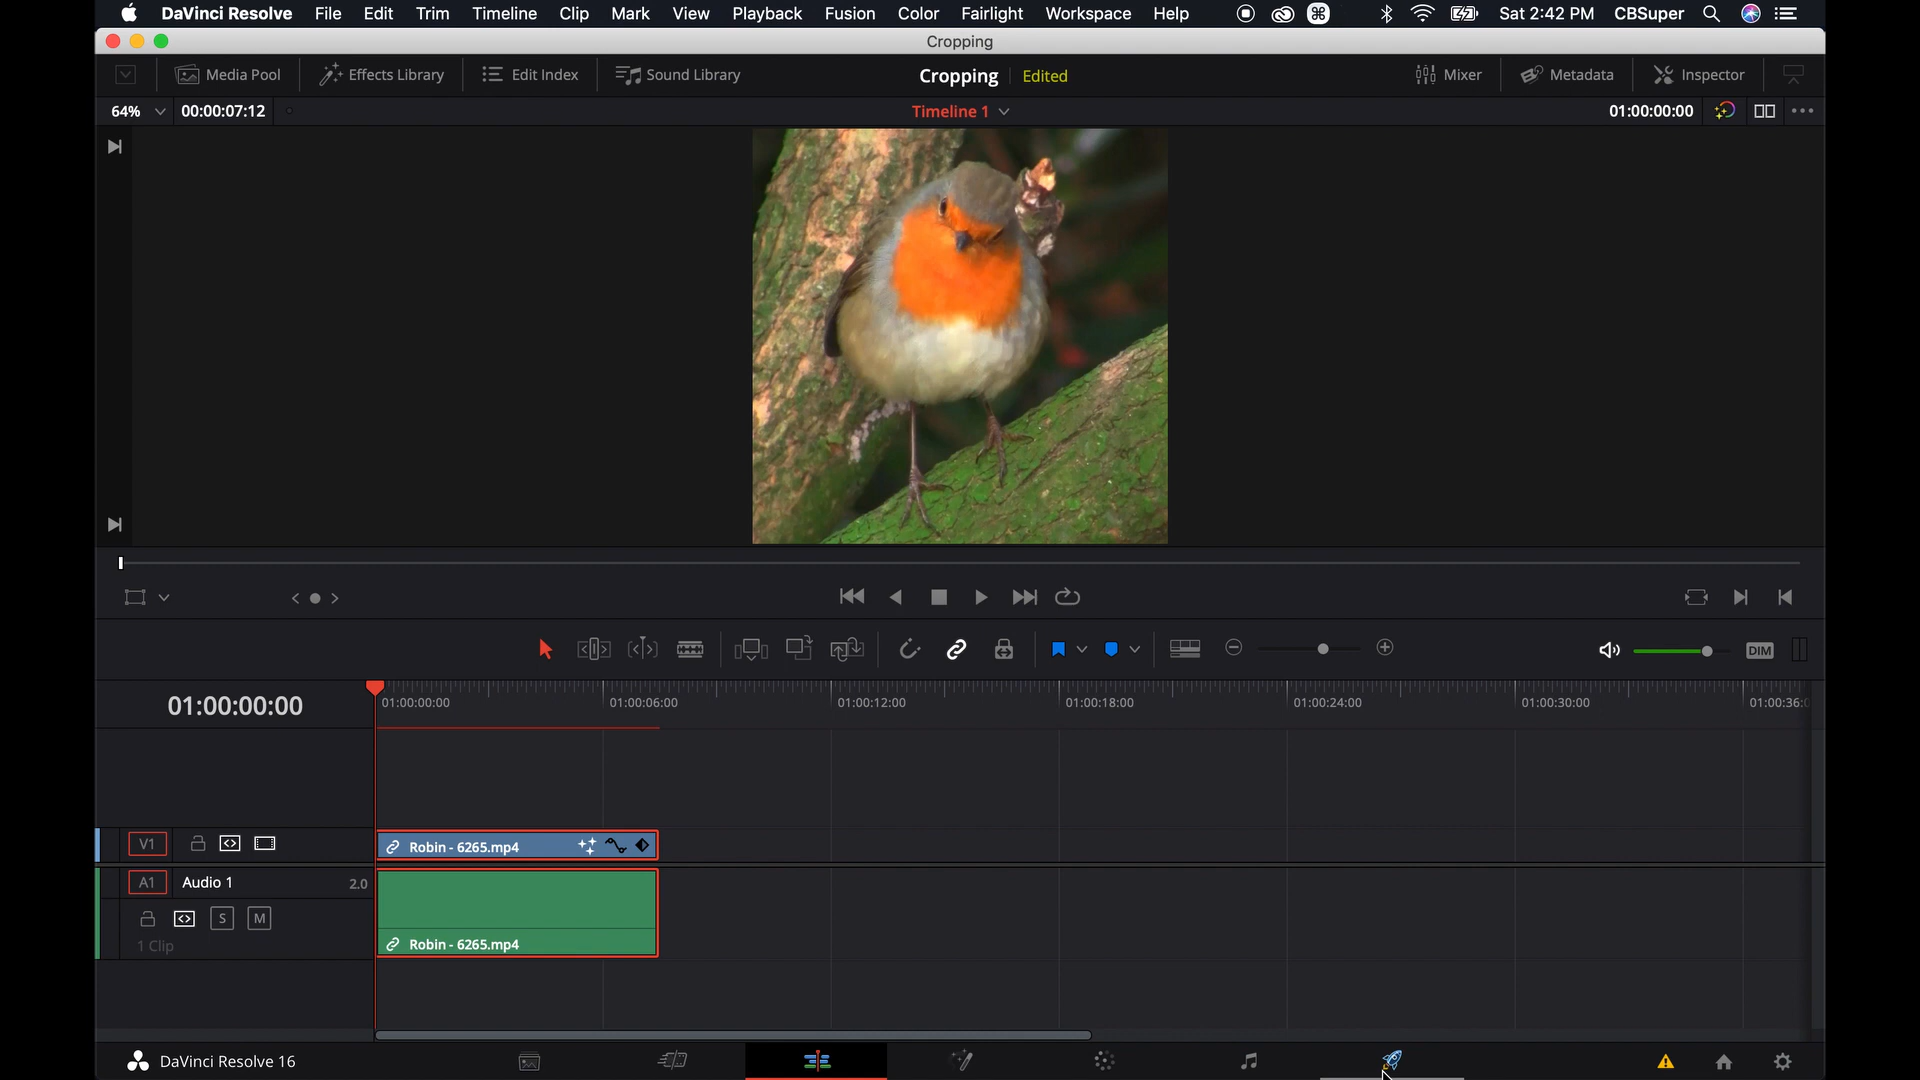 DaVinci Resolve File Edit Trim Timeline Clip Mark View Playback Fusion Color Fairlight Workspace Help Sat 2:42 PM CBSuper
Cropping
Media Pool Effects Library Edit Index Sound Library Cropping Edited Mixer Metadata Inspector
64% 00:00:07:12 Timeline 1 01:00:00:00
DIM
01:00:00:00 01:00:00:00 01:00:06:00 01:00:12:00 01:00:18:00 01:00:24:00 01:00:30:00 01:00:36:0
V1 Robin - 6265.mp4
A1 Audio 1 2.0
S M
1 Clip Robin - 6265.mp4
DaVinci Resolve 16